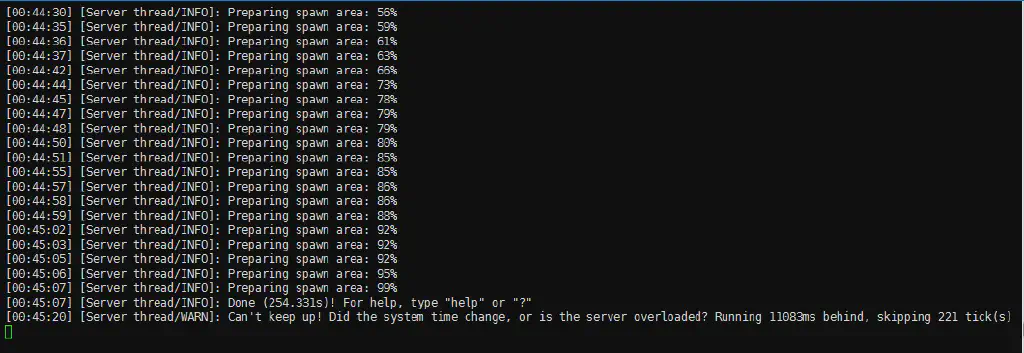 [00:44:30] [Server thread/INFO]: Preparing spawn area: 56%
[00:44:35] [Server thread/INFO]: Preparing spawn area: 59%
[00:44:36] [Server thread/INFO]: Preparing spawn area: 61%
[00:44:37] [Server thread/INFO]: Preparing spawn area: 63%
[00:44:42] [Server thread/INFO]: Preparing spawn area: 66%
[00:44:44] [Server thread/INFO]: Preparing spawn area: 73%
[00:44:45] [Server thread/INFO]: Preparing spawn area: 78%
[00:44:47] [Server thread/INFO]: Preparing spawn area: 79%
[00:44:48] [Server thread/INFO]: Preparing spawn area: 79%
[00:44:50] [Server thread/INFO]: Preparing spawn area: 80%
[00:44:51] [Server thread/INFO]: Preparing spawn area: 85%
[00:44:55] [Server thread/INFO]: Preparing spawn area: 85%
[00:44:57] [Server thread/INFO]: Preparing spawn area: 86%
[00:44:58] [Server thread/INFO]: Preparing spawn area: 86%
[00:44:59] [Server thread/INFO]: Preparing spawn area: 88%
[00:45:02] [Server thread/INFO]: Preparing spawn area: 92%
[00:45:03] [Server thread/INFO]: Preparing spawn area: 92%
[00:45:05] [Server thread/INFO]: Preparing spawn area: 92%
[00:45:06] [Server thread/INFO]: Preparing spawn area: 95%
[00:45:07] [Server thread/INFO]: Preparing spawn area: 99%
[00:45:07] [Server thread/INFO]: Done (254.331s)! For help, type "help" or "?"
[00:45:20] [Server thread/WARN]: Can't keep up! Did the system time change, or is the server overloaded? Running 11083ms behind, skipping 221 tick(s)